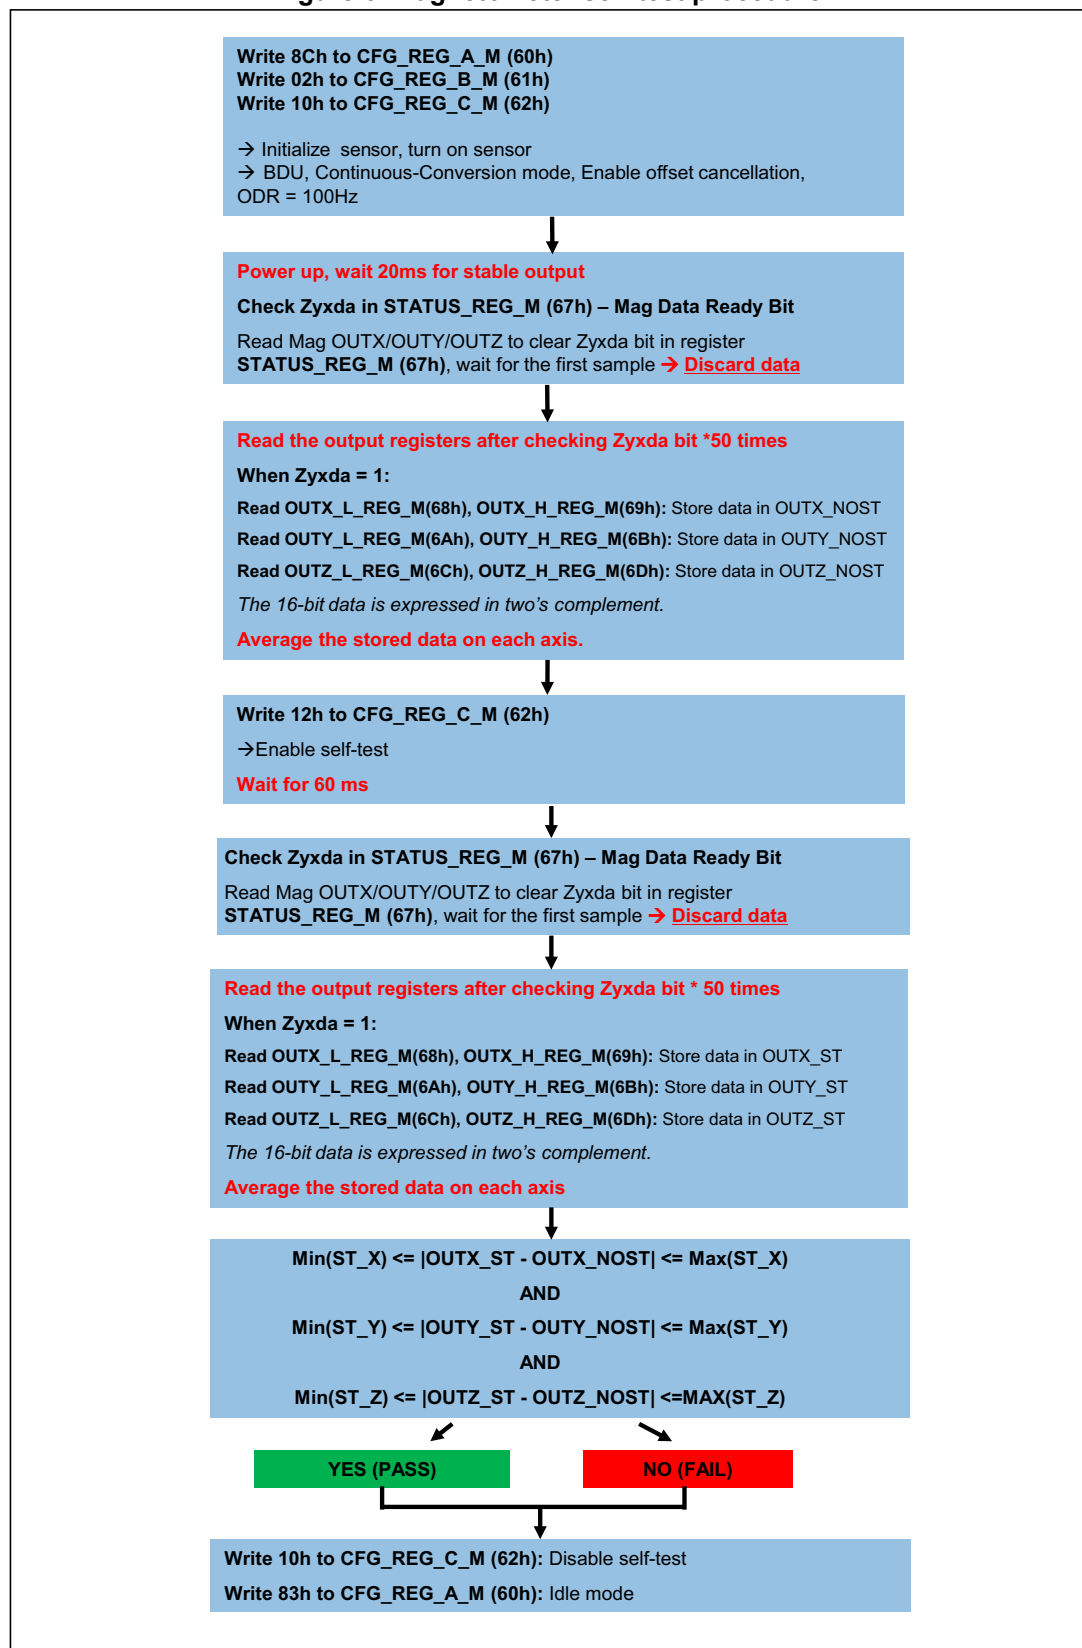 Write 8Ch to CFG_REG_A_M (60h)
Write 02h to CFG_REG_B_M (61h)
Write 10h to CFG_REG_C_M (62h)
→ Initialize sensor, turn on sensor
→ BDU, Continuous-Conversion mode, Enable offset cancellation,
ODR = 100Hz
Power up, wait 20ms for stable output
Check Zyxda in STATUS_REG_M (67h) – Mag Data Ready Bit
Read Mag OUTX/OUTY/OUTZ to clear Zyxda bit in register
STATUS_REG_M (67h), wait for the first sample → Discard data
Read the output registers after checking Zyxda bit *50 times
When Zyxda = 1:
Read OUTX_L_REG_M(68h), OUTX_H_REG_M(69h): Store data in OUTX_NOST
Read OUTY_L_REG_M(6Ah), OUTY_H_REG_M(6Bh): Store data in OUTY_NOST
Read OUTZ_L_REG_M(6Ch), OUTZ_H_REG_M(6Dh): Store data in OUTZ_NOST
The 16-bit data is expressed in two's complement.
Average the stored data on each axis.
Write 12h to CFG_REG_C_M (62h)
→Enable self-test
Wait for 60 ms
Check Zyxda in STATUS_REG_M (67h) – Mag Data Ready Bit
Read Mag OUTX/OUTY/OUTZ to clear Zyxda bit in register
STATUS_REG_M (67h), wait for the first sample → Discard data
Read the output registers after checking Zyxda bit * 50 times
When Zyxda = 1:
Read OUTX_L_REG_M(68h), OUTX_H_REG_M(69h): Store data in OUTX_ST
Read OUTY_L_REG_M(6Ah), OUTY_H_REG_M(6Bh): Store data in OUTY_ST
Read OUTZ_L_REG_M(6Ch), OUTZ_H_REG_M(6Dh): Store data in OUTZ_ST
The 16-bit data is expressed in two's complement.
Average the stored data on each axis
Min(ST_X) <= |OUTX_ST - OUTX_NOST| <= Max(ST_X)
AND
Min(ST_Y) <= |OUTY_ST - OUTY_NOST| <= Max(ST_Y)
AND
Min(ST_Z) <= |OUTZ_ST - OUTZ_NOST| <=MAX(ST_Z)
YES (PASS)
NO (FAIL)
Write 10h to CFG_REG_C_M (62h): Disable self-test
Write 83h to CFG_REG_A_M (60h): Idle mode